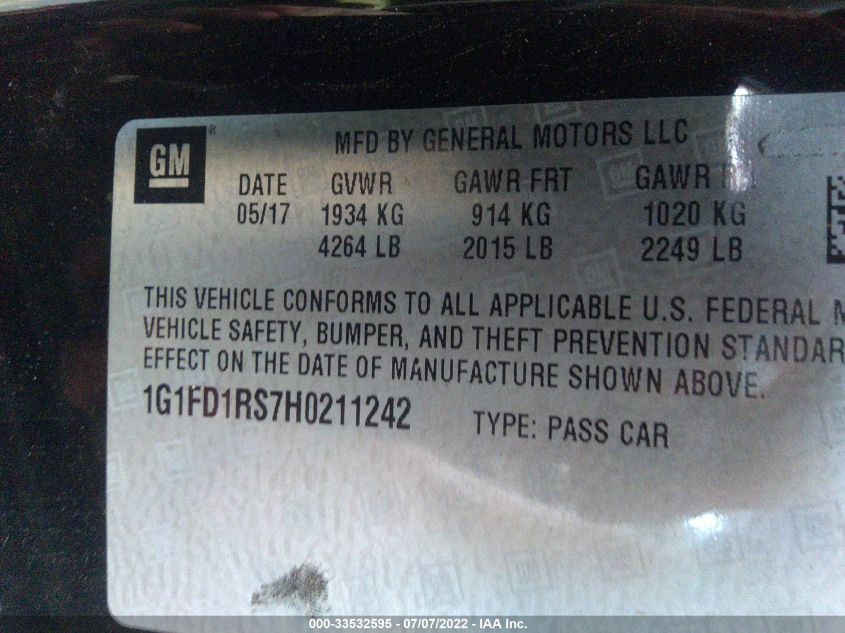 GM ®
MFD BY GENERAL MOTORS LLC
DATE GVWR GAWR FRT GAWR
05/17 1934 KG 914 KG 1020 KG
4264 LB 2015 LB 2249 LB
THIS VEHICLE CONFORMS TO ALL APPLICABLE U.S. FEDERAL M
VEHICLE SAFETY, BUMPER, AND THEFT PREVENTION STANDAR
EFFECT ON THE DATE OF MANUFACTURE SHOWN ABOVE.
1G1FD1RS7H0211242 TYPE: PASS CAR
000-33532595 - 07/07/2022 - IAA Inc.